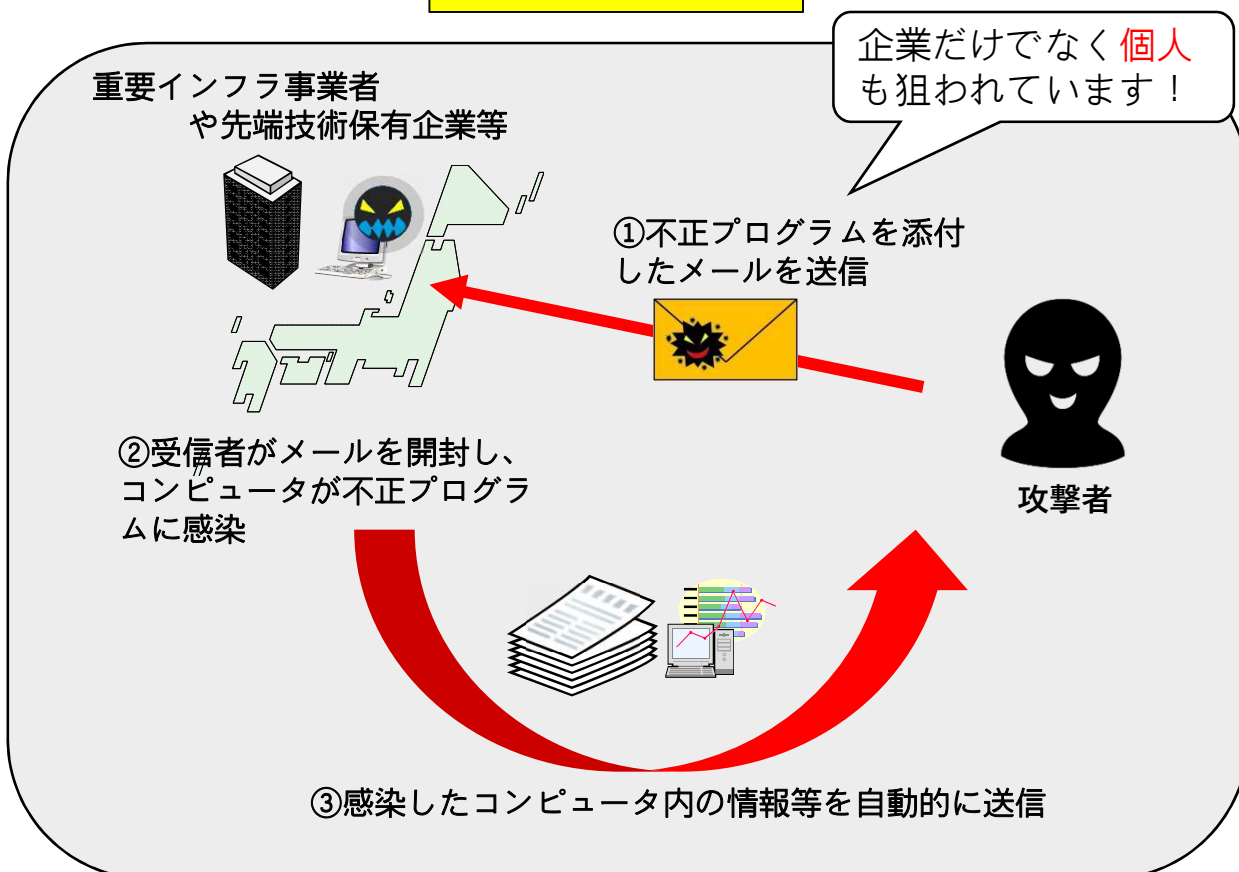 企業だけでなく個人
も狙われています！
重要インフラ事業者
や先端技術保有企業等
①不正プログラムを添付
したメールを送信
②受信者がメールを開封し、
コンピュータが不正プログラ
ムに感染
攻撃者
③感染したコンピュータ内の情報等を自動的に送信